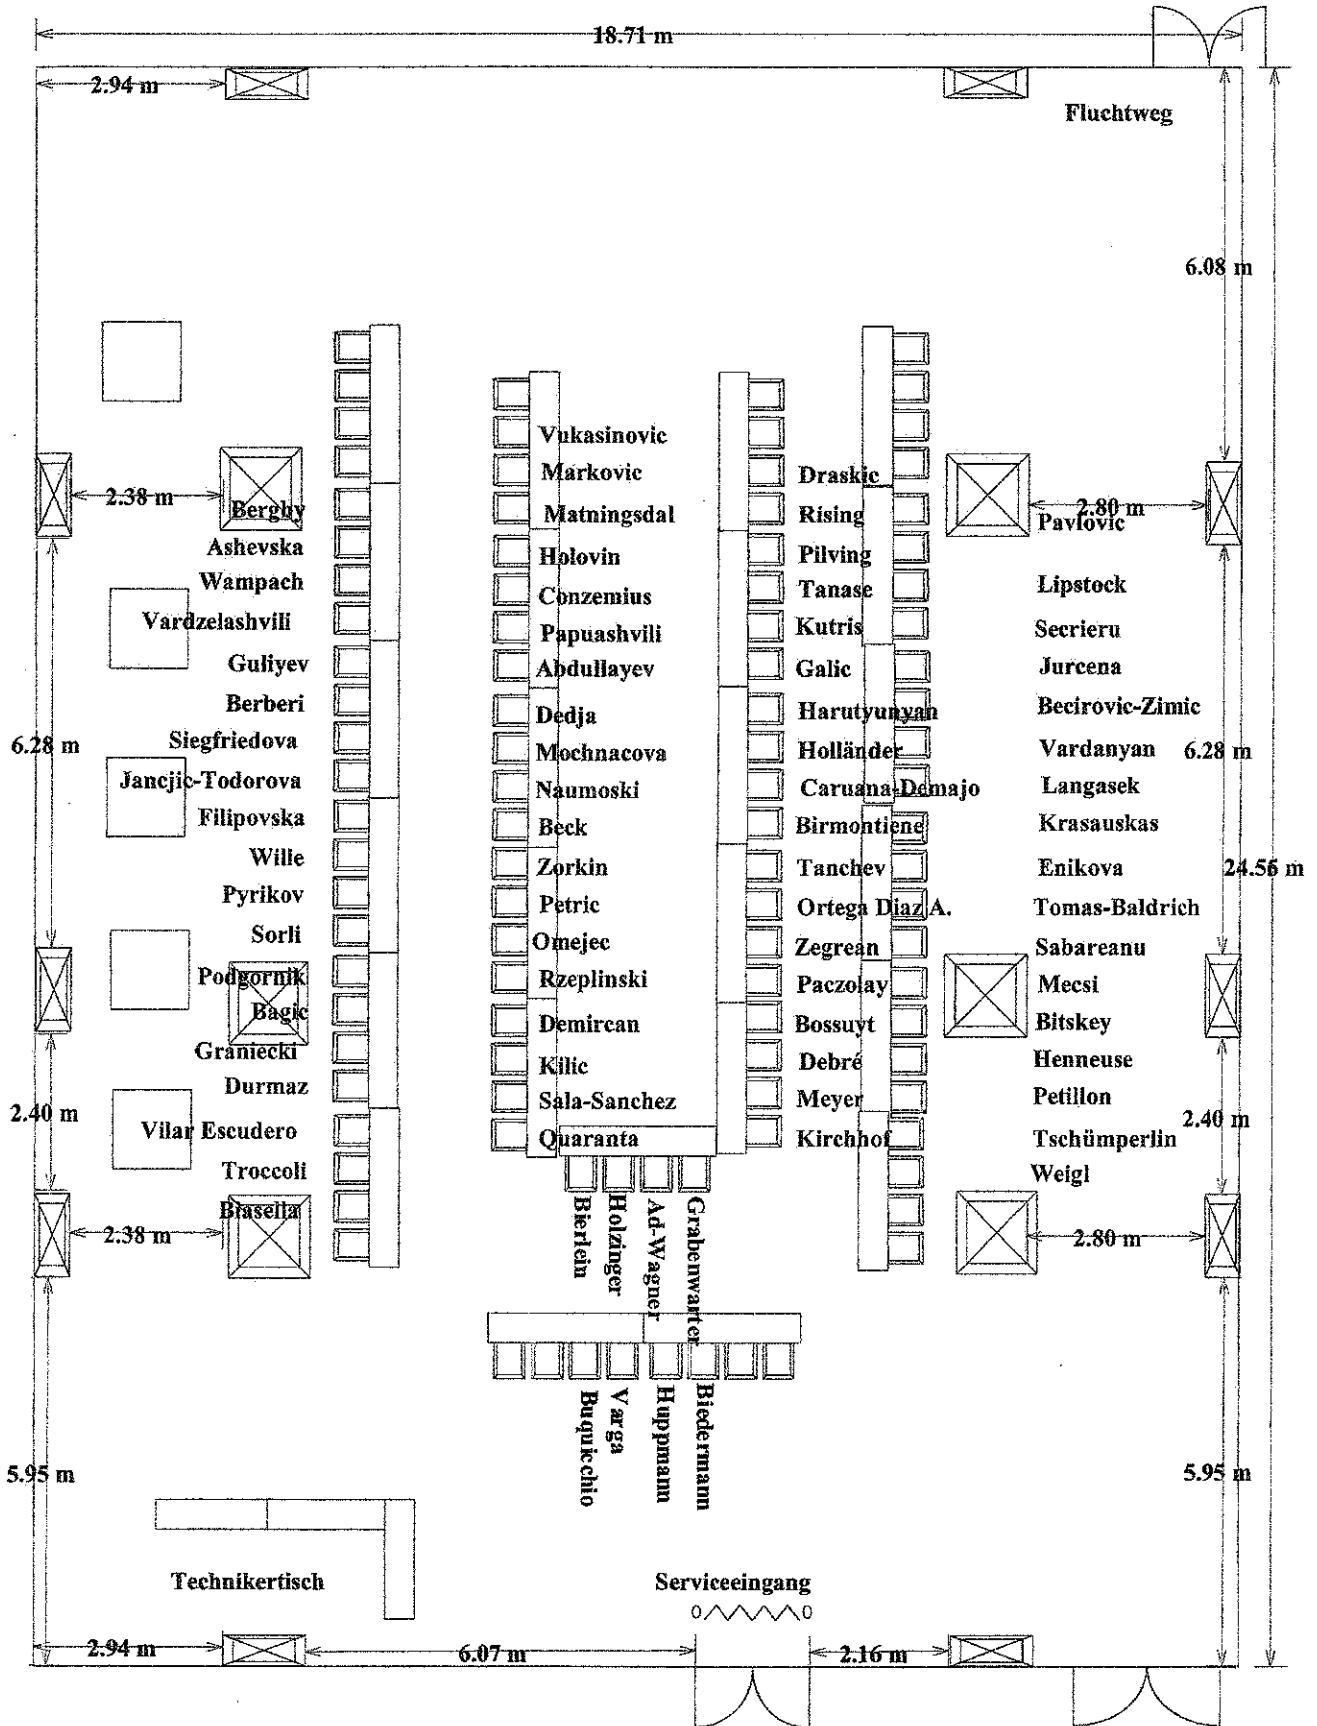 18.71 m
2.94 m
Fluchtweg
6.08 m
Vukasinovic
Markovic
Draskic
2.38 m
Bergby
Matningsdal
Rising
2.80 m
Pavlovic
Ashevska
Holovin
Pilving
Wampach
Conzemius
Tanase
Lipstock
Vardzelashvili
Papuashvili
Kutris
Secrieru
Guliyev
Abdullayev
Galic
Jurcena
Berberi
Dedja
Harutyunyan
Becirovic-Zimic
6.28 m
Siegfriedova
Mochnacova
Holländer
Vardanyan
6.28 m
Jancjic-Todorova
Naumoski
Caruana-Demajo
Langasek
Filipovska
Beck
Birmontiene
Krasauskas
Wille
Zorkin
Tanchev
Enikova
24.56 m
Pyrikov
Petric
Ortega Diaz A.
Tomas-Baldrich
Sorli
Omejec
Zegrean
Sabareanu
Podgornik
Rzeplinski
Paczolay
Mecsi
Bagic
Demircan
Bossuyt
Bitskey
Graniecki
Kilic
Debré
Henneuse
Durmaz
Sala-Sanchez
Meyer
Petillon
2.40 m
2.40 m
Vilar Escudero
Quaranta
Kirchhof
Tschümperlin
Troccoli
Weigl
Biasella
2.38 m
2.80 m
Bierlein
Holzinger
Ad-Wagner
Grabenwarter
Buquicchio
Varga
Huppmann
Biedermann
5.95 m
5.95 m
Technikertisch
Serviceeingang
0 0
2.94 m
6.07 m
2.16 m